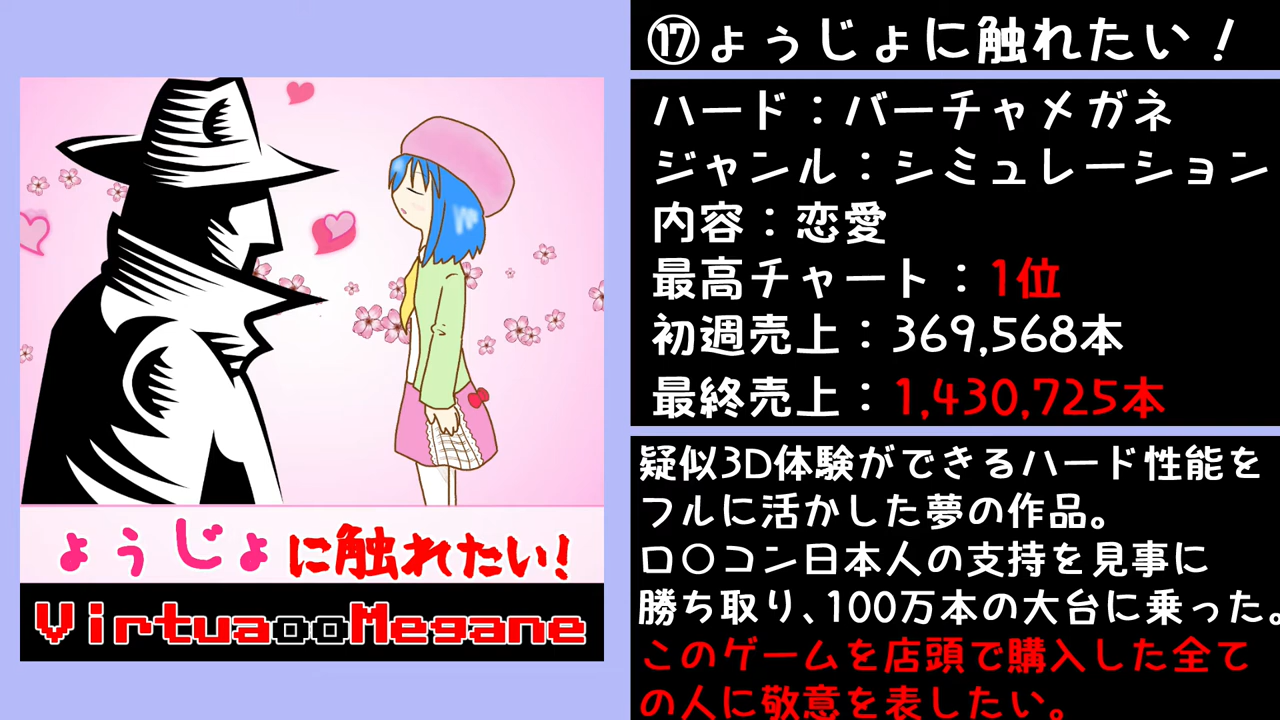 ⑰ょぅじょに触れたい！
ハード：バーチャメガネ
ジャンル：シミュレーション
内容：恋愛
最高チャート：1位
初週売上：369,568本
最終売上：1,430,725本
疑似3D体験ができるハード性能を
フルに活かした夢の作品。
ロ〇コン日本人の支持を見事に
勝ち取り、100万本の大台に乗った。
このゲームを店頭で購入した全て
の人に敬意を表したい。
ょぅじょに触れたい!
VirtuaooMegane